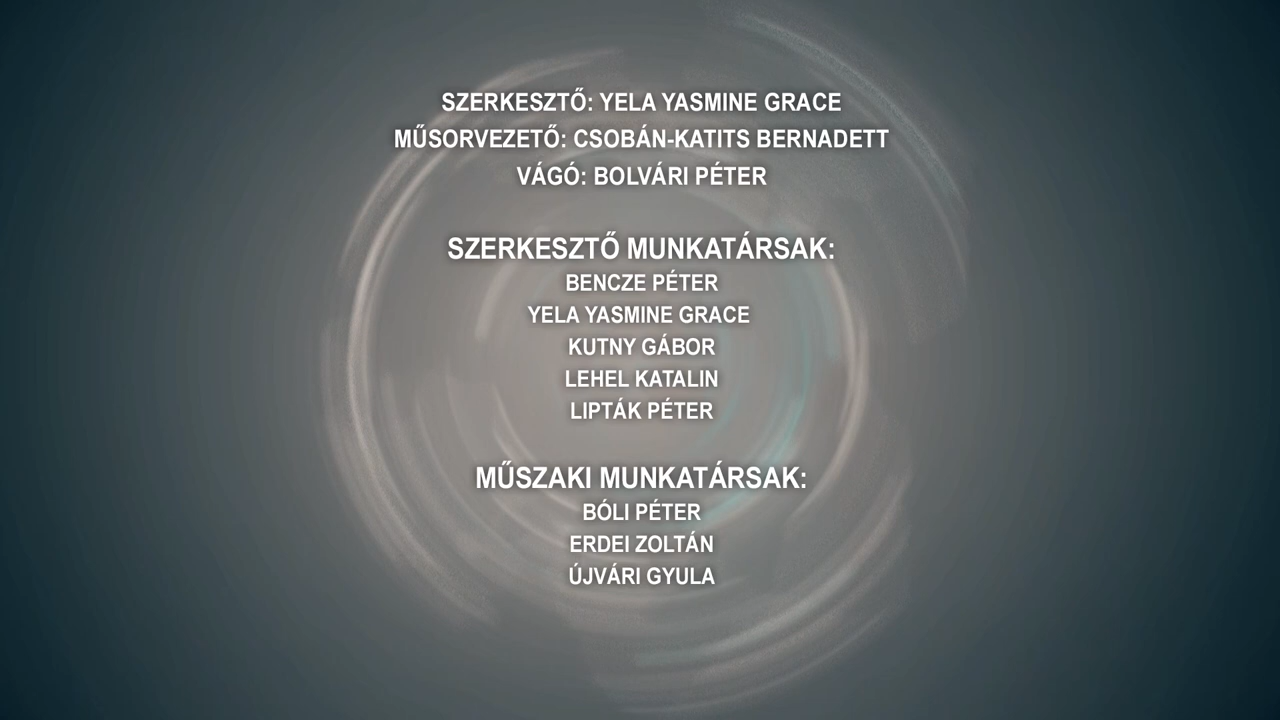 SZERKESZTŐ: YELA YASMINE GRACE
MŰSORVEZETŐ: CSOBÁN-KATITS BERNADETT
VÁGÓ: BOLVÁRI PÉTER
SZERKESZTŐ MUNKATÁRSAK:
BENCZE PÉTER
YELA YASMINE GRACE
KUTNY GÁBOR
LEHEL KATALIN
LIPTÁK PÉTER
MŰSZAKI MUNKATÁRSAK:
BÓLI PÉTER
ERDEI ZOLTÁN
ÚJVÁRI GYULA